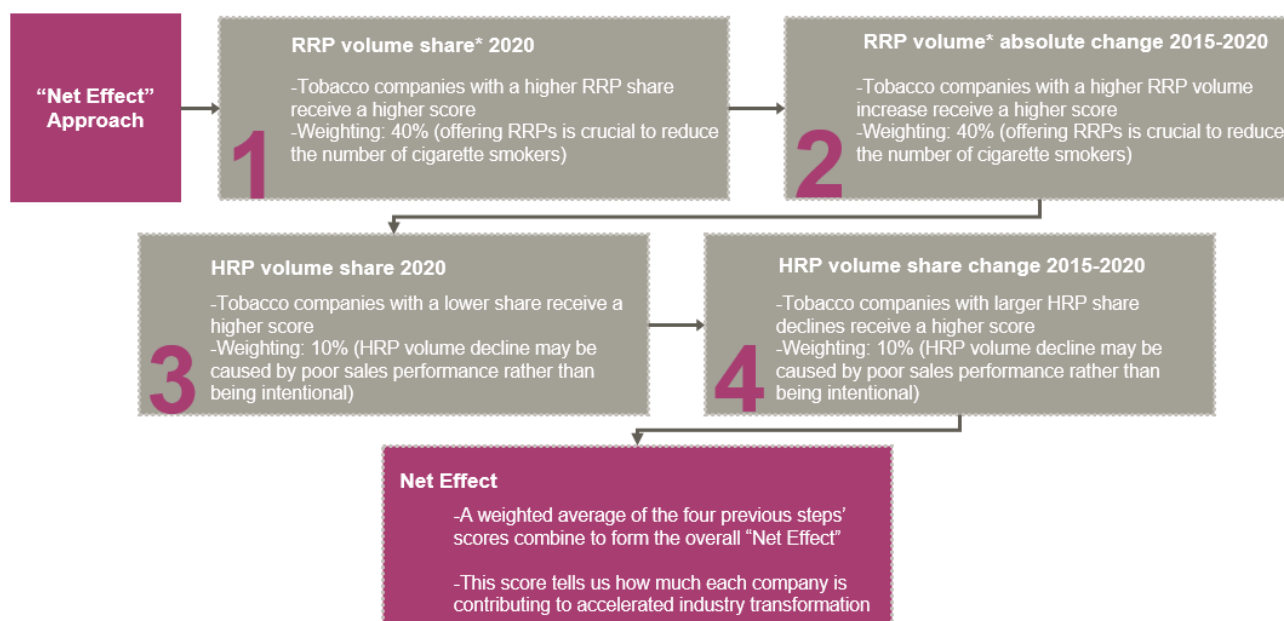 “Net Effect”
Approach
1
RRP volume share* 2020
-Tobacco companies with a higher RRP share
receive a higher score
-Weighting: 40% (offering RRPs is crucial to reduce
the number of cigarette smokers)
2
RRP volume* absolute change 2015-2020
-Tobacco companies with a higher RRP volume
increase receive a higher score
-Weighting: 40% (offering RRPs is crucial to reduce
the number of cigarette smokers)
3
HRP volume share 2020
-Tobacco companies with a lower share receive a
higher score
-Weighting: 10% (HRP volume decline may be
caused by poor sales performance rather than
being intentional)
4
HRP volume share change 2015-2020
-Tobacco companies with larger HRP share
declines receive a higher score
-Weighting: 10% (HRP volume decline may be
caused by poor sales performance rather than
being intentional)
Net Effect
-A weighted average of the four previous steps’
scores combine to form the overall “Net Effect”
-This score tells us how much each company is
contributing to accelerated industry transformation